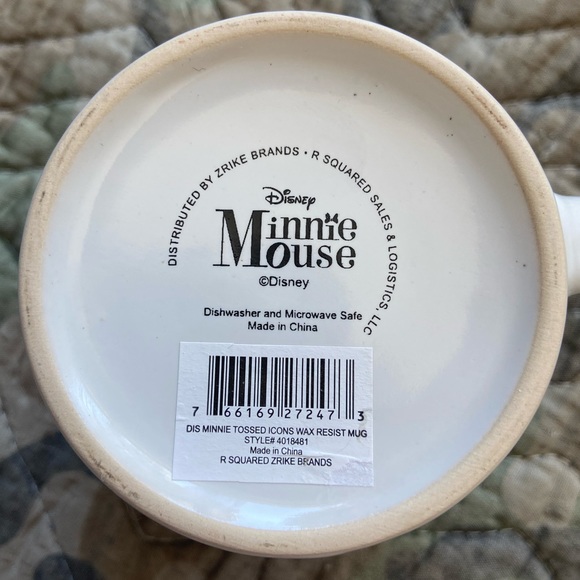 DISTRIBUTED BY ZRIKE BRANDS • R SQUARED SALES & LOGISTICS, LLC
Disney
Minnie
Mouse
©Disney
Dishwasher and Microwave Safe
Made in China
7 66169 27247 3
DIS MINNIE TOSSED ICONS WAX RESIST MUG
STYLE# 4018481
Made in China
R SQUARED ZRIKE BRANDS